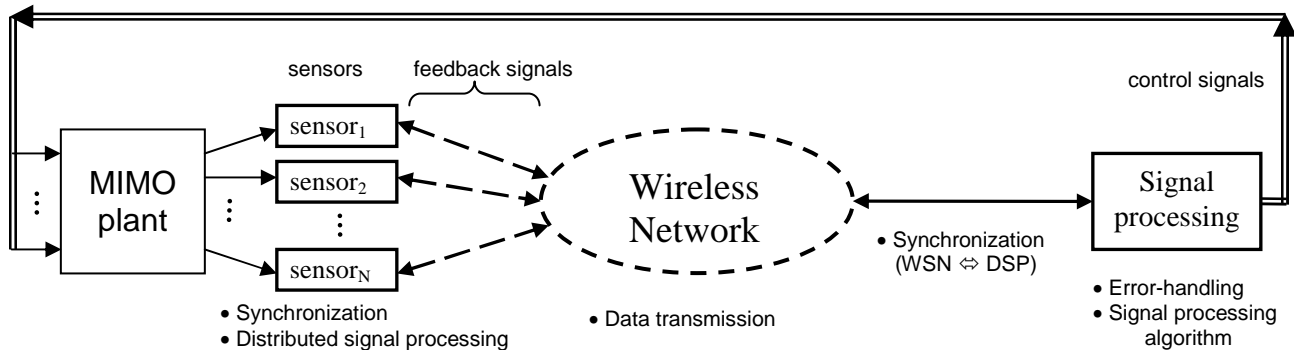 sensors
feedback signals
control signals
sensor₁
MIMO
plant
sensor₂
sensor_N
Wireless
Network
Signal
processing
• Synchronization
(WSN ⇔ DSP)
• Synchronization
• Distributed signal processing
• Data transmission
• Error-handling
• Signal processing
algorithm